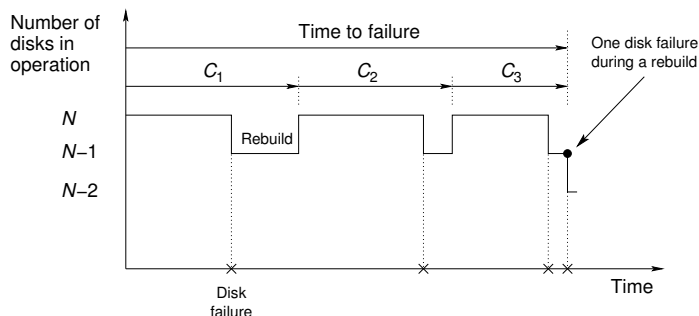 Number of
disks in
operation
Time to failure
One disk failure
during a rebuild
C1
C2
C3
N
Rebuild
N−1
N−2
Time
Disk
failure